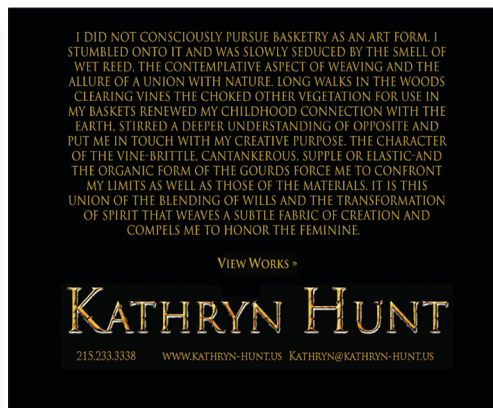 I DID NOT CONSCIOUSLY PURSUE BASKETRY AS AN ART FORM. I
STUMBLED ONTO IT AND WAS SLOWLY SEDUCED BY THE SMELL OF
WET REED, THE CONTEMPLATIVE ASPECT OF WEAVING AND THE
ALLURE OF A UNION WITH NATURE. LONG WALKS IN THE WOODS
CLEARING VINES THE CHOKED OTHER VEGETATION FOR USE IN
MY BASKETS RENEWED MY CHILDHOOD CONNECTION WITH THE
EARTH, STIRRED A DEEPER UNDERSTANDING OF OPPOSITE AND
PUT ME IN TOUCH WITH MY CREATIVE PURPOSE. THE CHARACTER
OF THE VINE-BRITTLE, CANTANKEROUS, SUPPLE OR ELASTIC-AND
THE ORGANIC FORM OF THE GOURDS FORCE ME TO CONFRONT
MY LIMITS AS WELL AS THOSE OF THE MATERIALS. IT IS THIS
UNION OF THE BLENDING OF WILLS AND THE TRANSFORMATION
OF SPIRIT THAT WEAVES A SUBTLE FABRIC OF CREATION AND
COMPELS ME TO HONOR THE FEMININE.
VIEW WORKS »
KATHRYN HUNT
215.233.3338 WWW.KATHRYN-HUNT.US KATHRYN@KATHRYN-HUNT.US